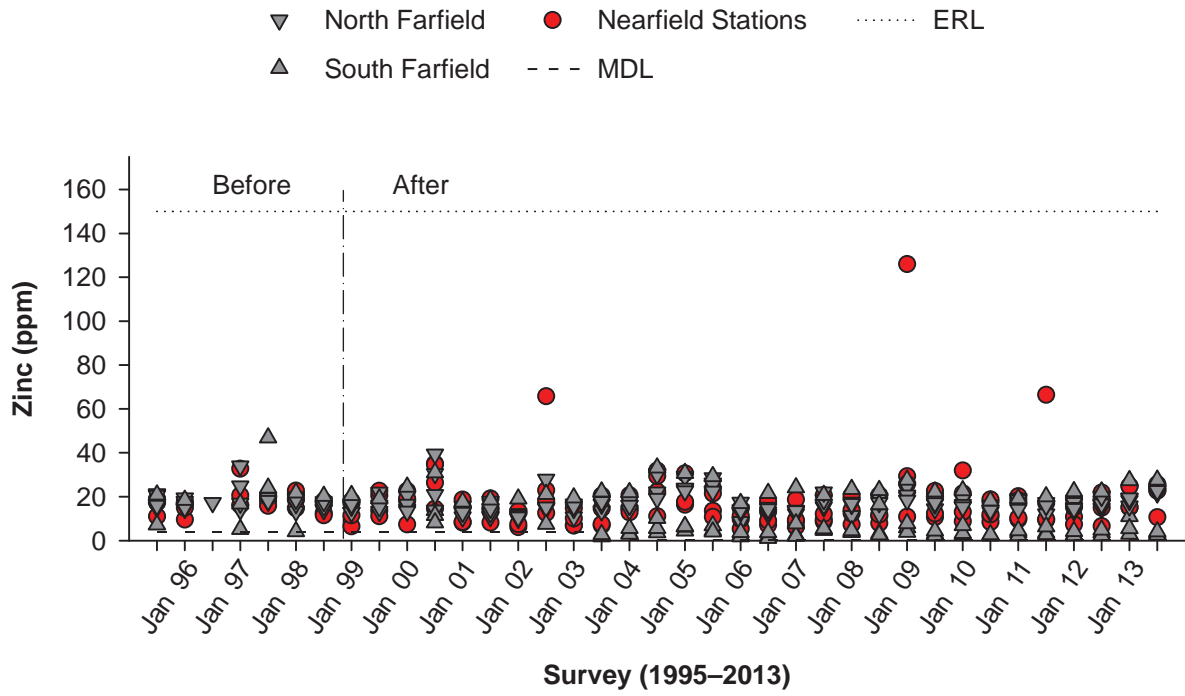 North Farfield Nearfield Stations ERL
South Farfield MDL
Before After
160
140
120
100
80
60
40
20
0
Zinc (ppm)
Jan 96 Jan 97 Jan 98 Jan 99 Jan 00 Jan 01 Jan 02 Jan 03 Jan 04 Jan 05 Jan 06 Jan 07 Jan 08 Jan 09 Jan 10 Jan 11 Jan 12 Jan 13
Survey (1995–2013)